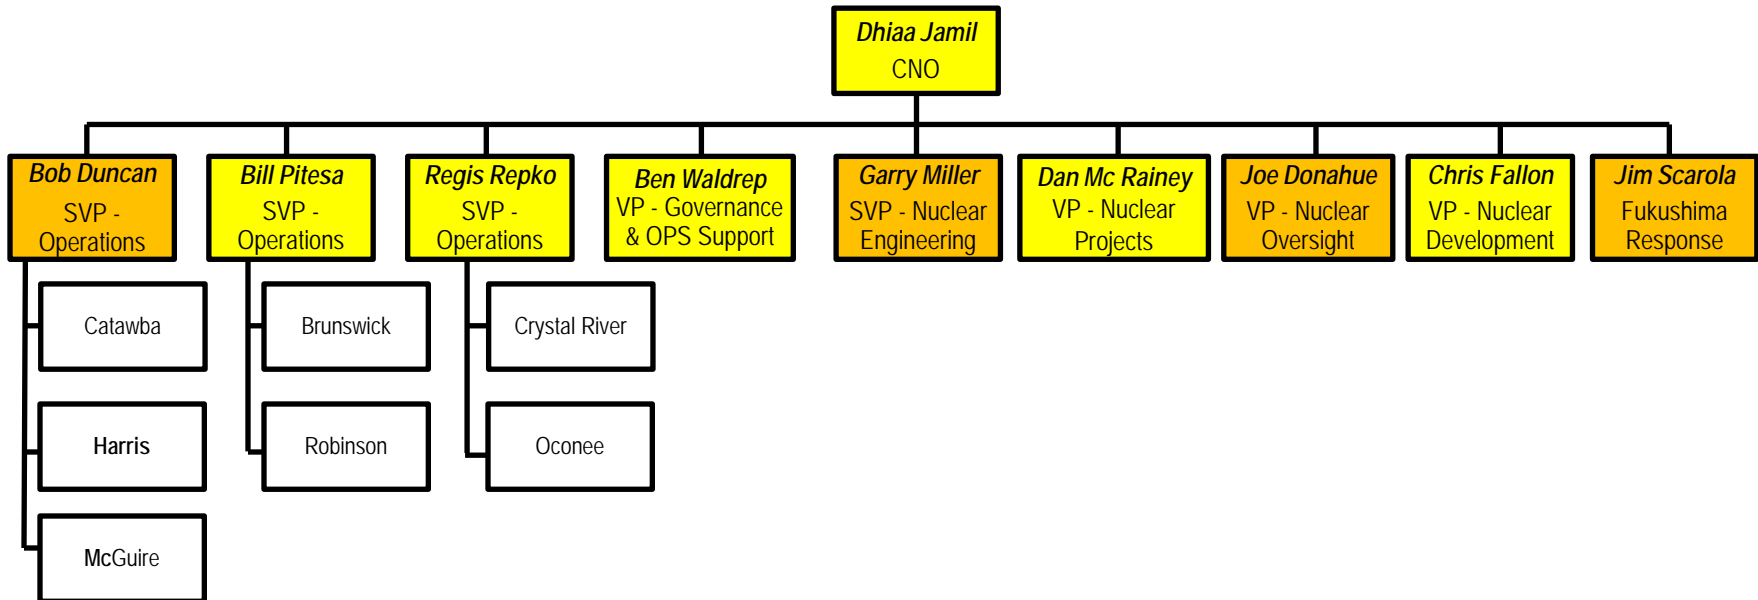 Dhiaa Jamil
CNO
Bob Duncan
SVP -
Operations
Bill Pitesa
SVP -
Operations
Regis Repko
SVP -
Operations
Ben Waldrep
VP - Governance
& OPS Support
Garry Miller
SVP - Nuclear
Engineering
Dan Mc Rainey
VP - Nuclear
Projects
Joe Donahue
VP - Nuclear
Oversight
Chris Fallon
VP - Nuclear
Development
Jim Scarola
Fukushima
Response
Catawba
Harris
McGuire
Brunswick
Robinson
Crystal River
Oconee